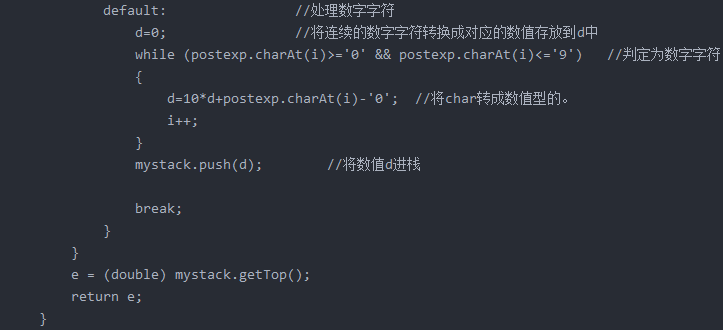 default:                //处理数字字符
    d=0;                //将连续的数字字符转换成对应的数值存放到d中
    while (postexp.charAt(i)>='0' && postexp.charAt(i)<='9')   //判定为数字字符
    {
        d=10*d+postexp.charAt(i)-'0';  //将char转成数值型的。
        i++;
    }
    mystack.push(d);        //将数值d进栈
    break;
}
}
e = (double) mystack.getTop();
return e;
}